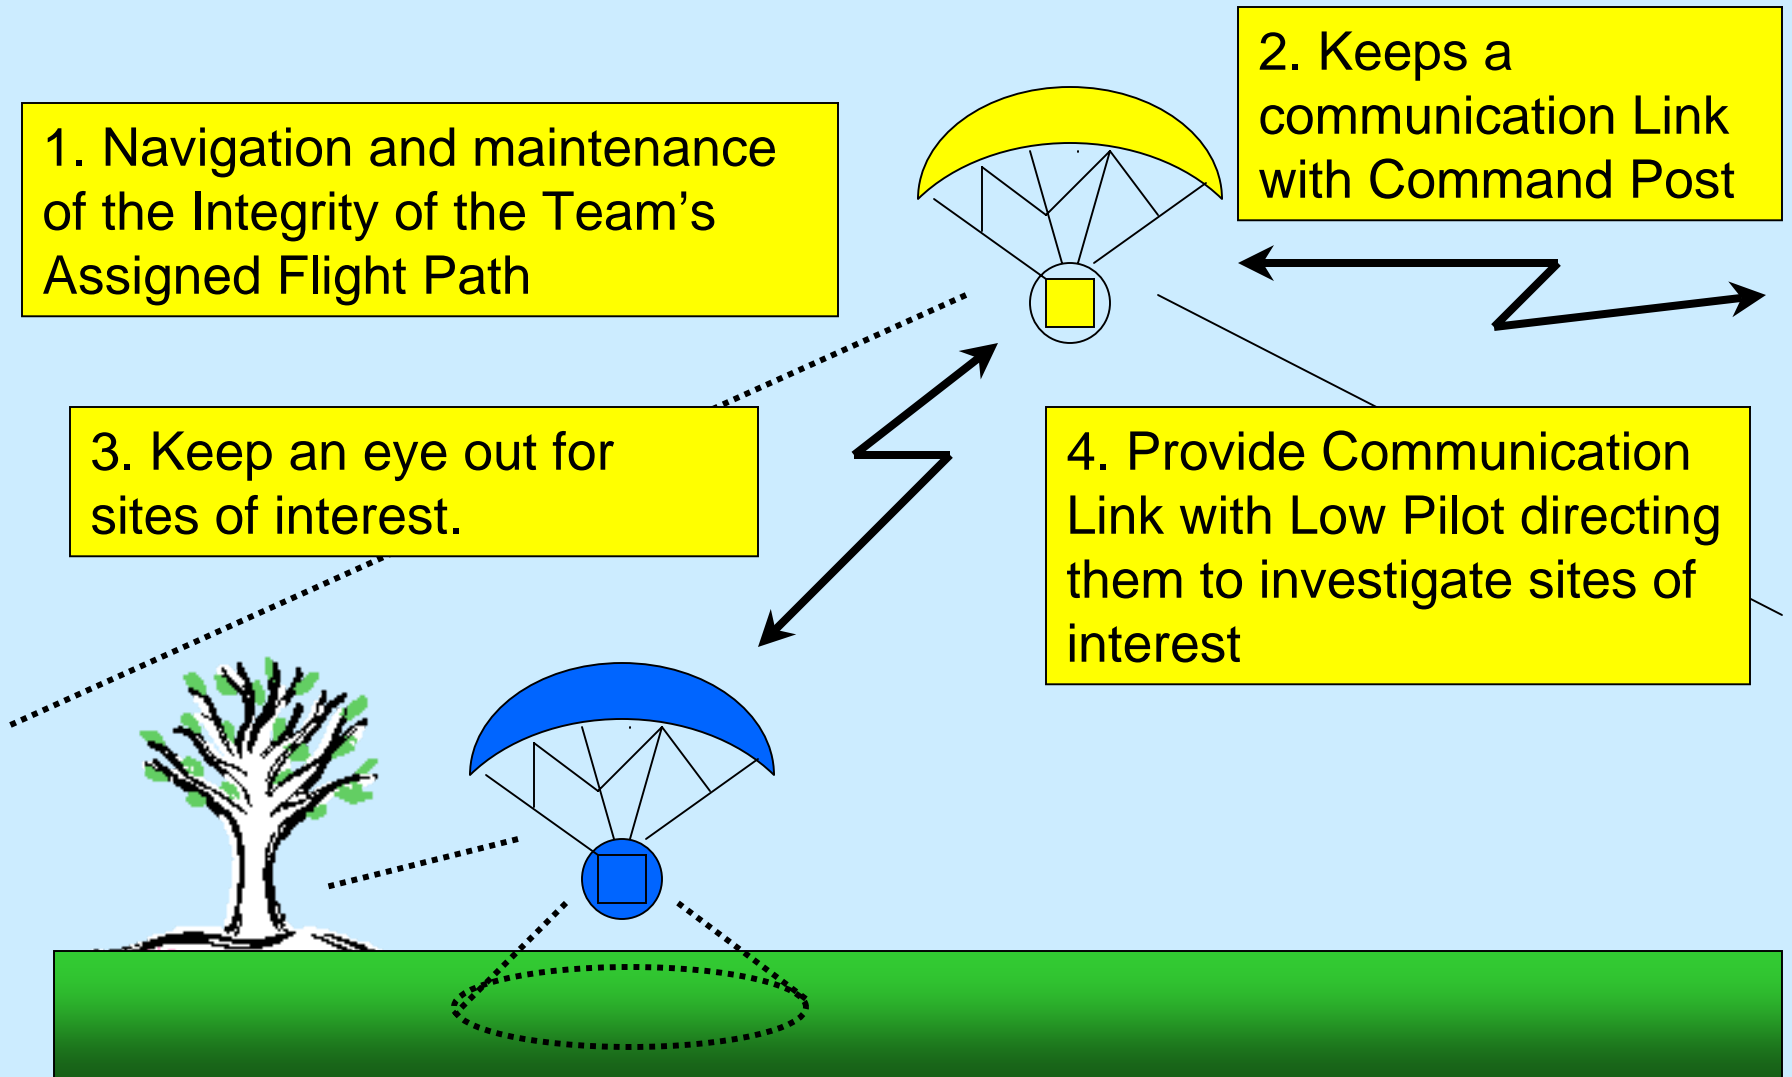 1. Navigation and maintenance
of the Integrity of the Team’s
Assigned Flight Path
2. Keeps a
communication Link
with Command Post
3. Keep an eye out for
sites of interest.
4. Provide Communication
Link with Low Pilot directing
them to investigate sites of
interest